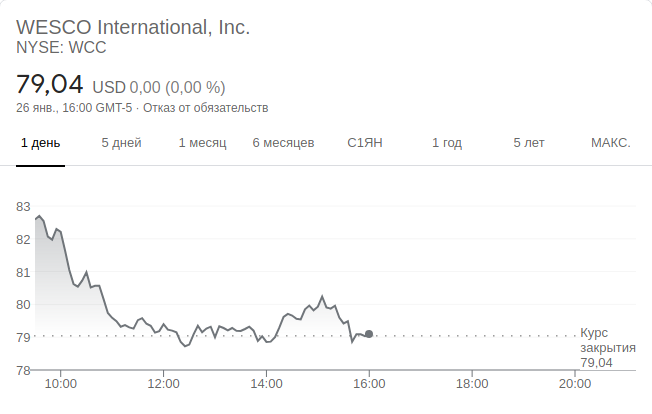 WESCO International, Inc.
NYSE: WCC
79,04 USD 0,00 (0,00 %)
26 янв., 16:00 GMT-5 · Отказ от обязательств
1 день 5 дней 1 месяц 6 месяцев С1ЯН 1 год 5 лет МАКС.
83
82
81
80
79
Курс
закрытия
79,04
78
10:00 12:00 14:00 16:00 18:00 20:00